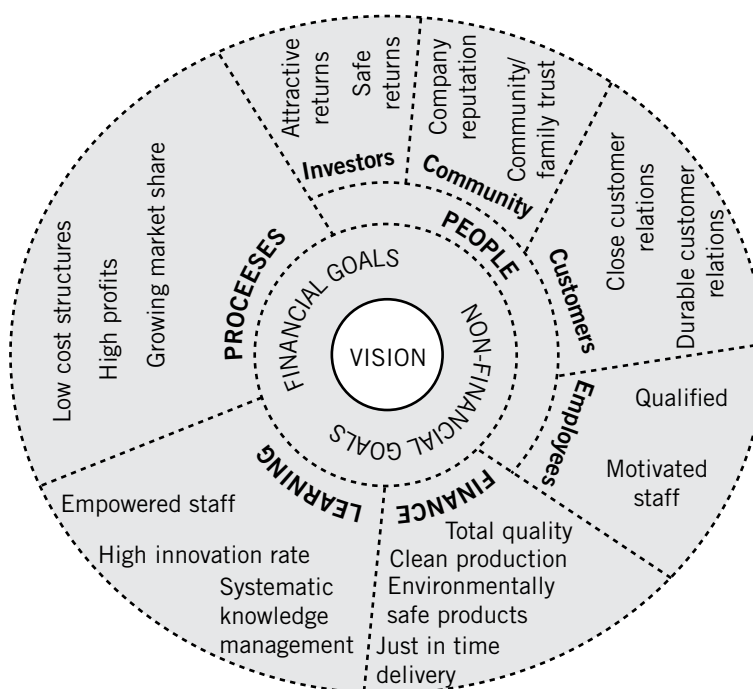 Attractive
returns
Safe
returns
Investors
Company
reputation
Community/
family trust
Community
Close customer
relations
Durable customer
relations
Customers
Qualified
Motivated
staff
Employees
PEOPLE
Low cost structures
High profits
Growing market share
PROCEESES
FINANCIAL GOALS
VISION
NON-FINANCIAL GOALS
LEARNING
Empowered staff
High innovation rate
Systematic
knowledge
management
FINANCE
Total quality
Clean production
Environmentally
safe products
Just in time
delivery